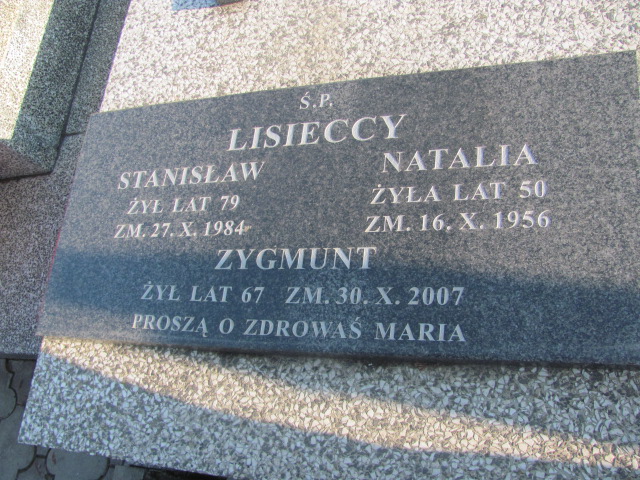 Ś.P.
LISIECCY
STANISŁAW
ŻYŁ LAT 79
ZM. 27. X. 1984
NATALIA
ŻYŁA LAT 50
ZM. 16. X. 1956
ZYGMUNT
ŻYŁ LAT 67 ZM. 30. X. 2007
PROSZĄ O ZDROWAŚ MARIA